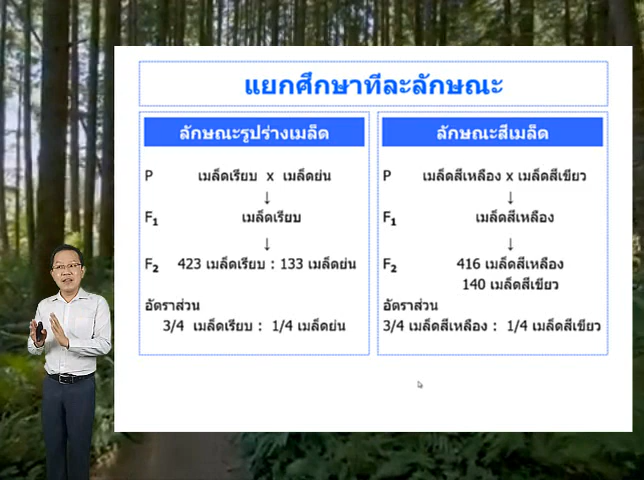 แยกศึกษาทีละลักษณะ
ลักษณะรูปร่างเมล็ด
P เมล็ดเรียบ x เมล็ดย่น
↓
F₁ เมล็ดเรียบ
↓
F₂ 423 เมล็ดเรียบ : 133 เมล็ดย่น
อัตราส่วน
3/4 เมล็ดเรียบ : 1/4 เมล็ดย่น
ลักษณะสีเมล็ด
P เมล็ดสีเหลือง x เมล็ดสีเขียว
↓
F₁ เมล็ดสีเหลือง
↓
F₂ 416 เมล็ดสีเหลือง
140 เมล็ดสีเขียว
อัตราส่วน
3/4 เมล็ดสีเหลือง : 1/4 เมล็ดสีเขียว